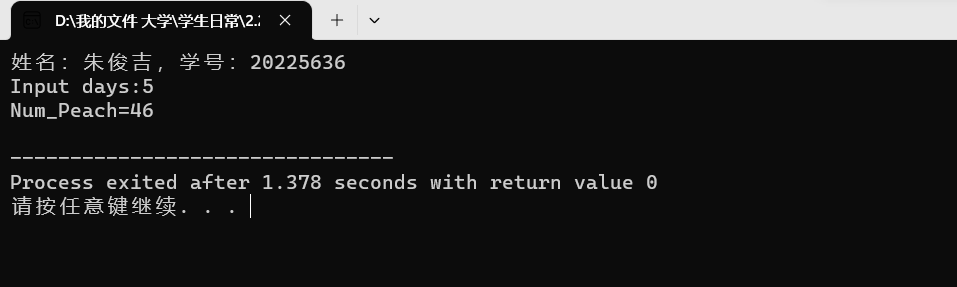 D:\我的文件 大学\学生日常\2.2
姓名：朱俊吉，学号：20225636
Input days:5
Num_Peach=46
--------------------------------
Process exited after 1.378 seconds with return value 0
请按任意键继续. . .